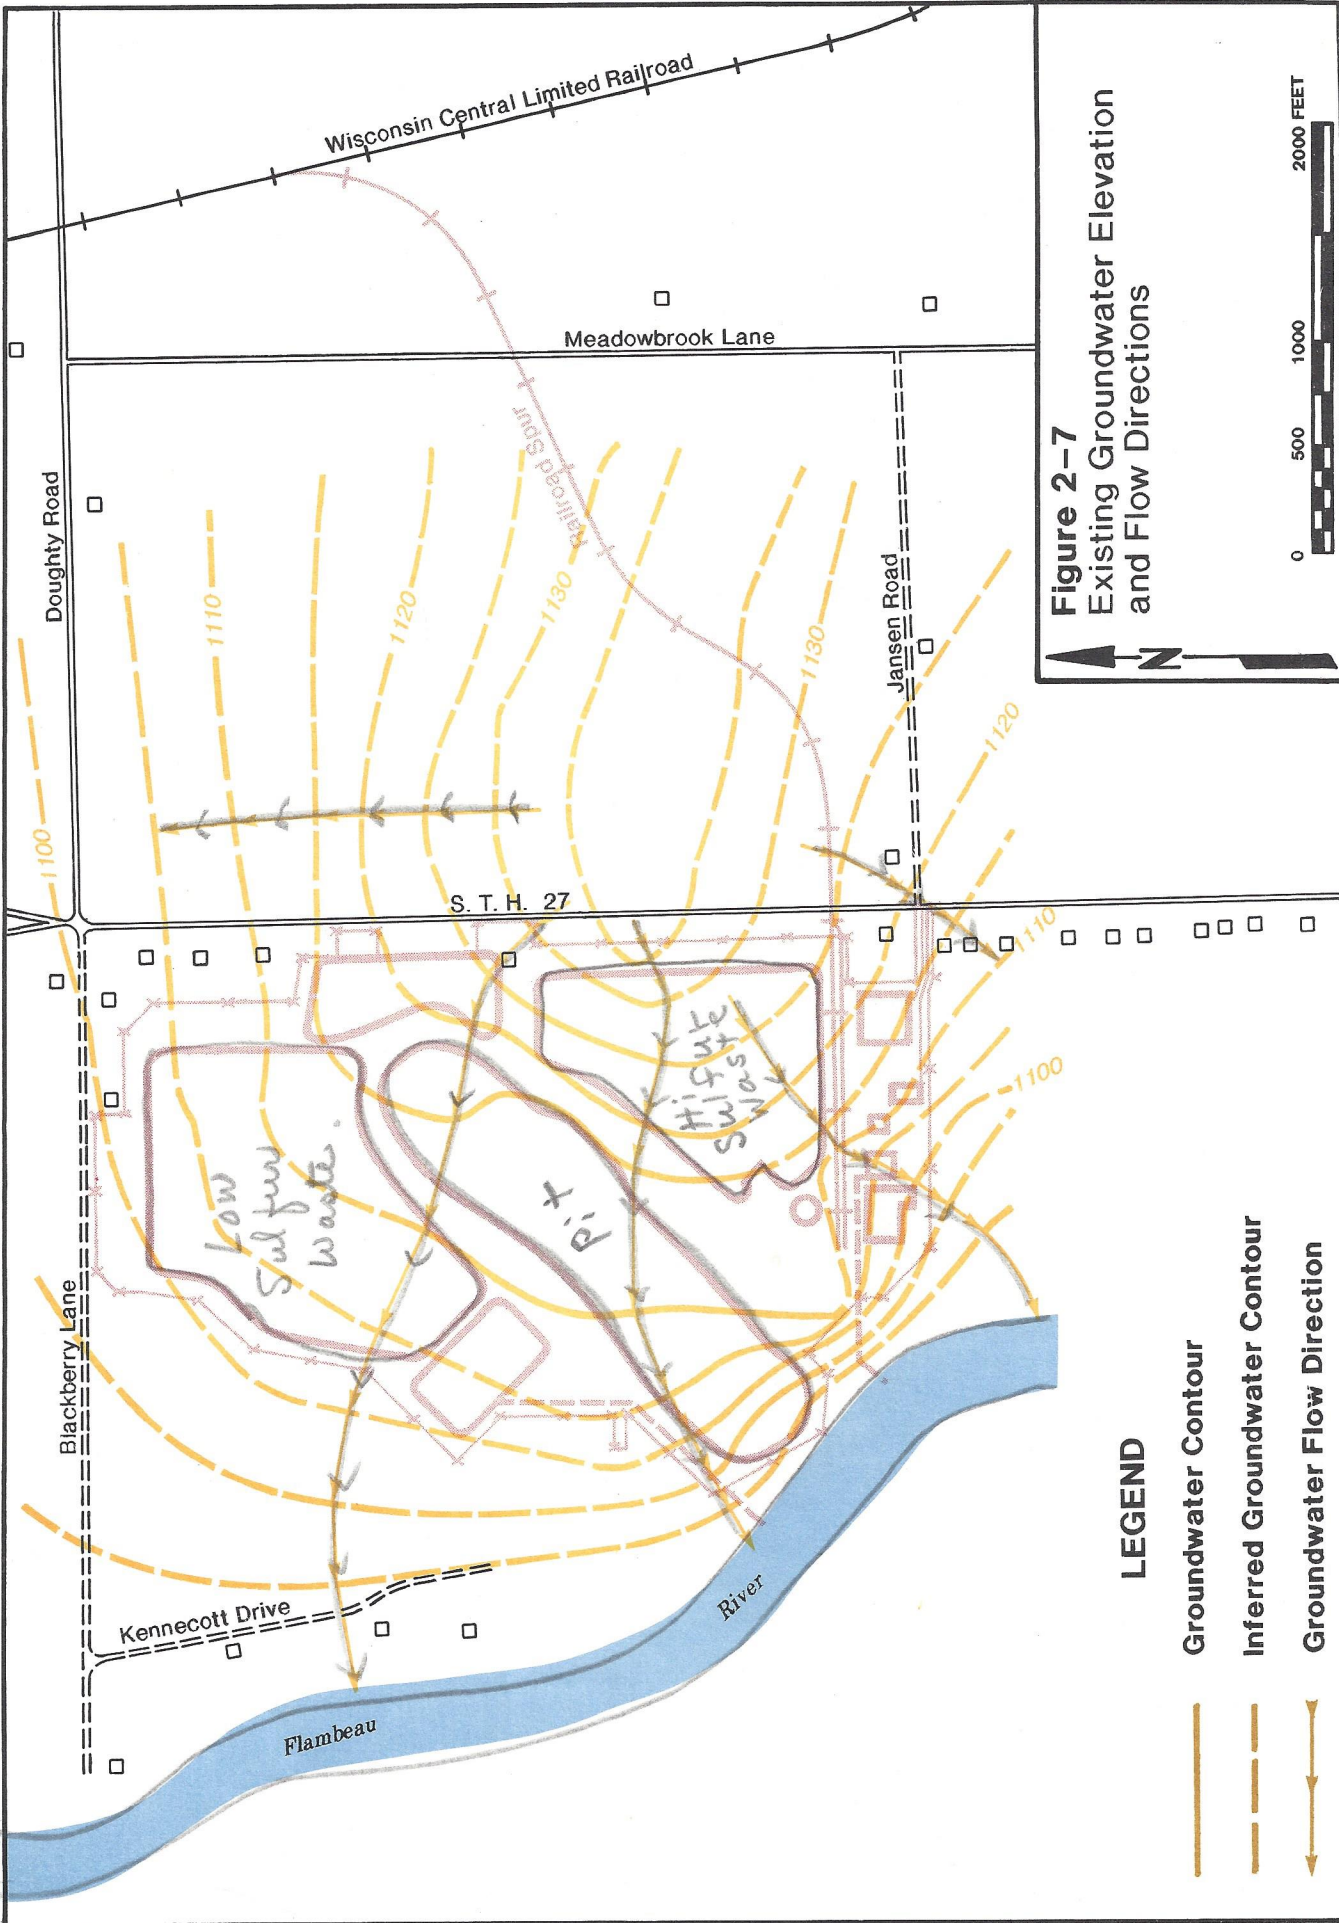 Wisconsin Central Limited Railroad
Doughty Road
Meadowbrook Lane
Railroad Spur
Jansen Road
S. T. H. 27
Blackberry Lane
Kennecott Drive
Flambeau
River
1100
1110
1120
1130
1130
1120
1110
1100
Low
Sulfur
Waste.
Pit
Hi
Sulfur
Waste
Figure 2-7
Existing Groundwater Elevation
and Flow Directions
N
0 500 1000 2000 FEET
LEGEND
Groundwater Contour
Inferred Groundwater Contour
Groundwater Flow Direction